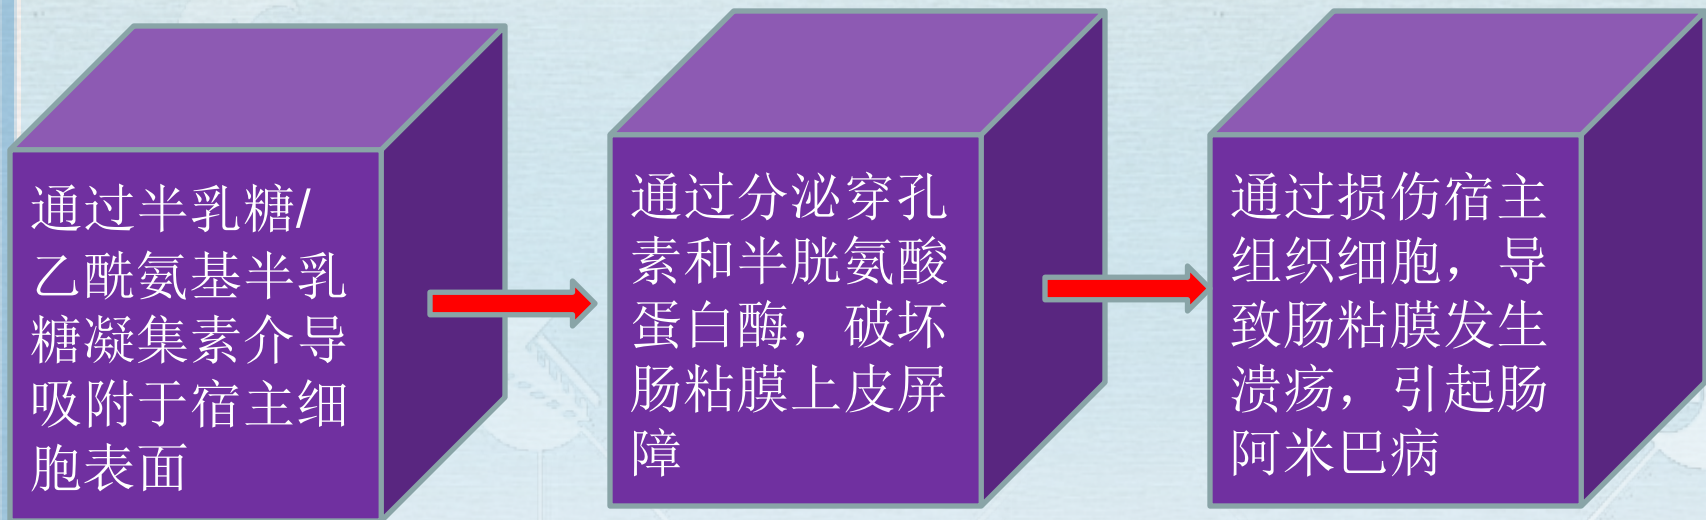 通过半乳糖/
乙酰氨基半乳
糖凝集素介导
吸附于宿主细
胞表面
通过分泌穿孔
素和半胱氨酸
蛋白酶，破坏
肠粘膜上皮屏
障
通过损伤宿主
组织细胞，导
致肠粘膜发生
溃疡，引起肠
阿米巴病